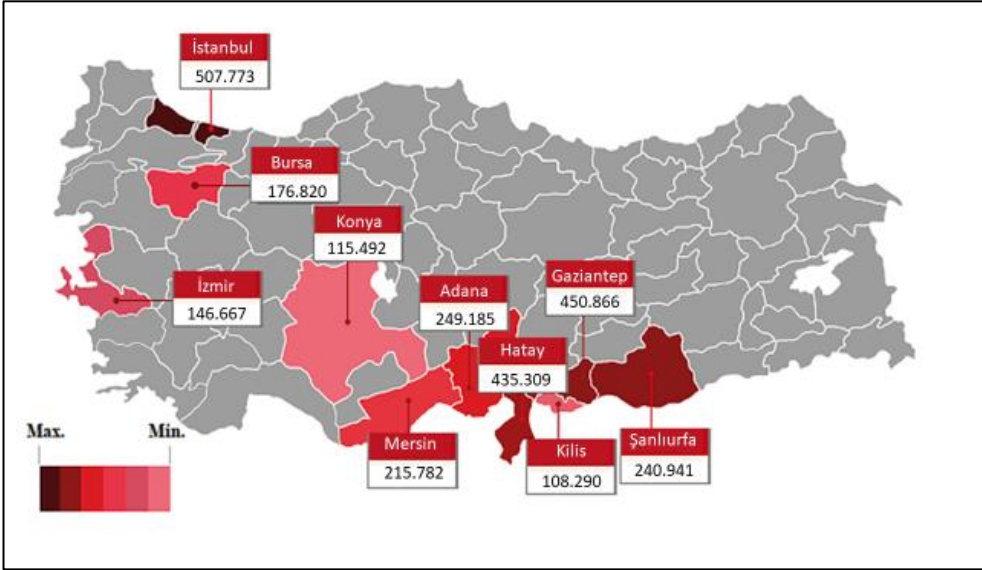 İstanbul
507.773
Bursa
176.820
Konya
115.492
İzmir
146.667
Adana
249.185
Gaziantep
450.866
Hatay
435.309
Max.
Min.
Mersin
215.782
Kilis
108.290
Şanlıurfa
240.941